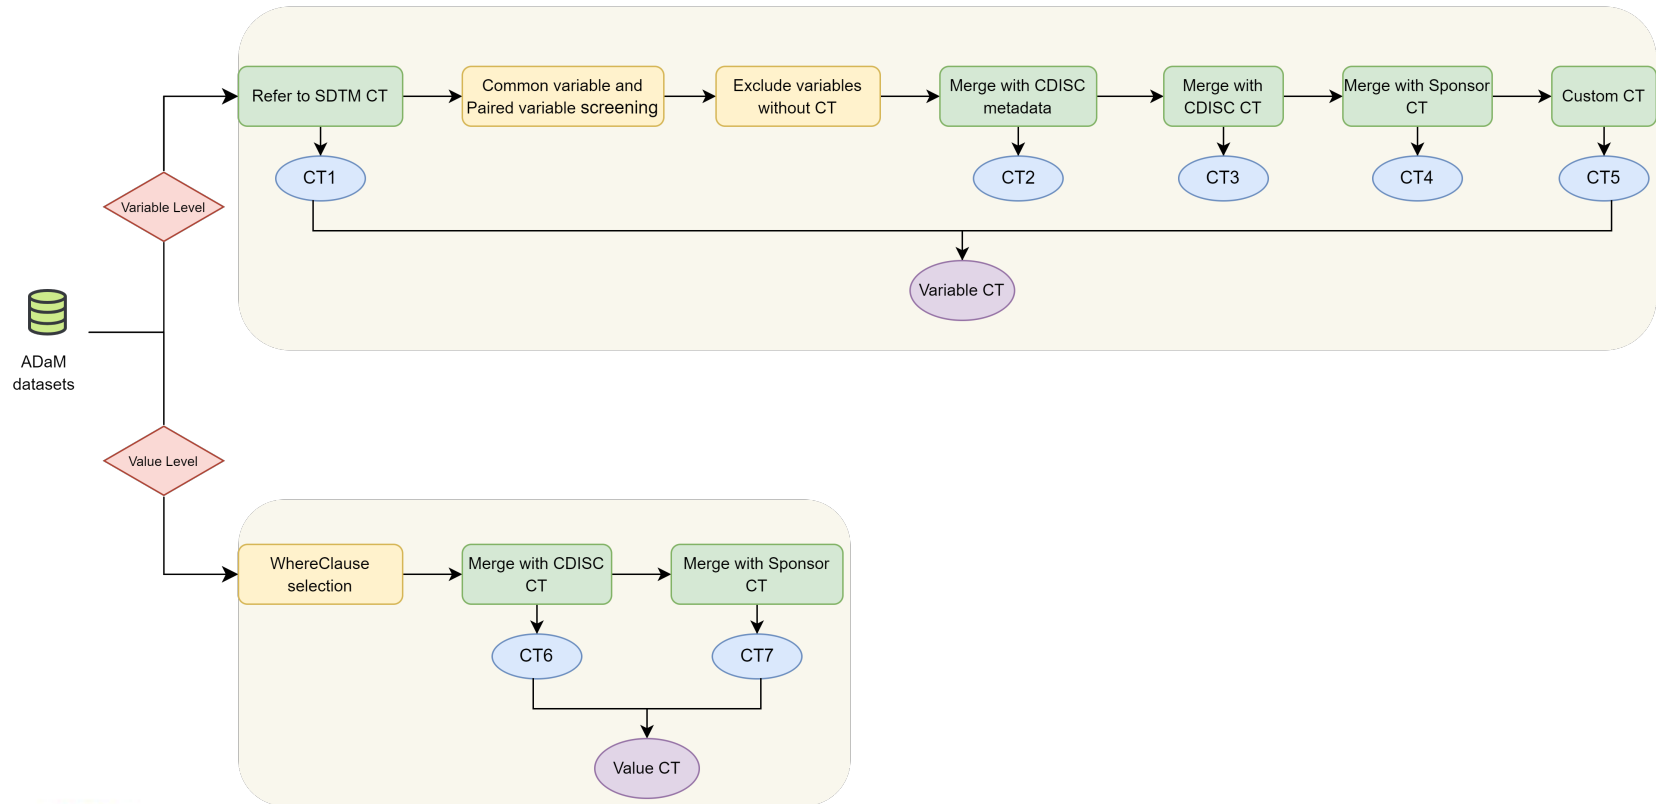 Refer to SDTM CT
Common variable and
Paired variable screening
Exclude variables
without CT
Merge with CDISC
metadata
Merge with
CDISC CT
Merge with Sponsor
CT
Custom CT
CT1
CT2
CT3
CT4
CT5
Variable Level
Variable CT
ADaM
datasets
Value Level
WhereClause
selection
Merge with CDISC
CT
Merge with Sponsor
CT
CT6
CT7
Value CT